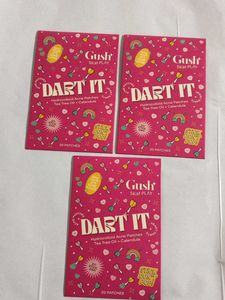 Gush
Skin PLAY
DART IT
Hydrocolloid Acne Patches
Tea Tree Oil + Calendula
20 PATCHES
Gush
Skin PLAY
DART IT
Hydrocolloid Acne Patches
Tea Tree Oil + Calendula
20 PATCHES
Gush
Skin PLAY
DART IT
Hydrocolloid Acne Patches
Tea Tree Oil + Calendula
20 PATCHES